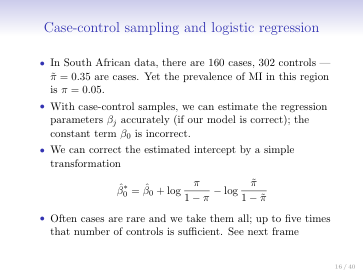 Case-control sampling and logistic regression
• In South African data, there are 160 cases, 302 controls —
π̃ = 0.35 are cases. Yet the prevalence of MI in this region
is π = 0.05.
• With case-control samples, we can estimate the regression
parameters βj accurately (if our model is correct); the
constant term β0 is incorrect.
• We can correct the estimated intercept by a simple
transformation
β̂*0 = β̂0 + log π/(1 − π) − log π̃/(1 − π̃)
• Often cases are rare and we take them all; up to five times
that number of controls is sufficient. See next frame
16 / 40